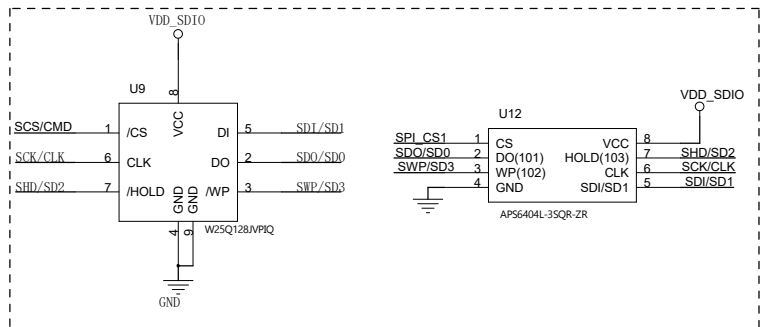 VDD_SDIO
U9
8
VCC
SCS/CMD 1 /CS DI 5 SDI/SD1
SCK/CLK 6 CLK DO 2 SDO/SD0
SHD/SD2 7 /HOLD /WP 3 SWP/SD3
GND GND
4 9
W25Q128JVPIQ
GND
VDD_SDIO
U12
SPI_CS1 1 CS VCC 8
SDO/SD0 2 DO(101) HOLD(103) 7 SHD/SD2
SWP/SD3 3 WP(102) CLK 6 SCK/CLK
4 GND SDI/SD1 5 SDI/SD1
APS6404L-3SQR-ZR